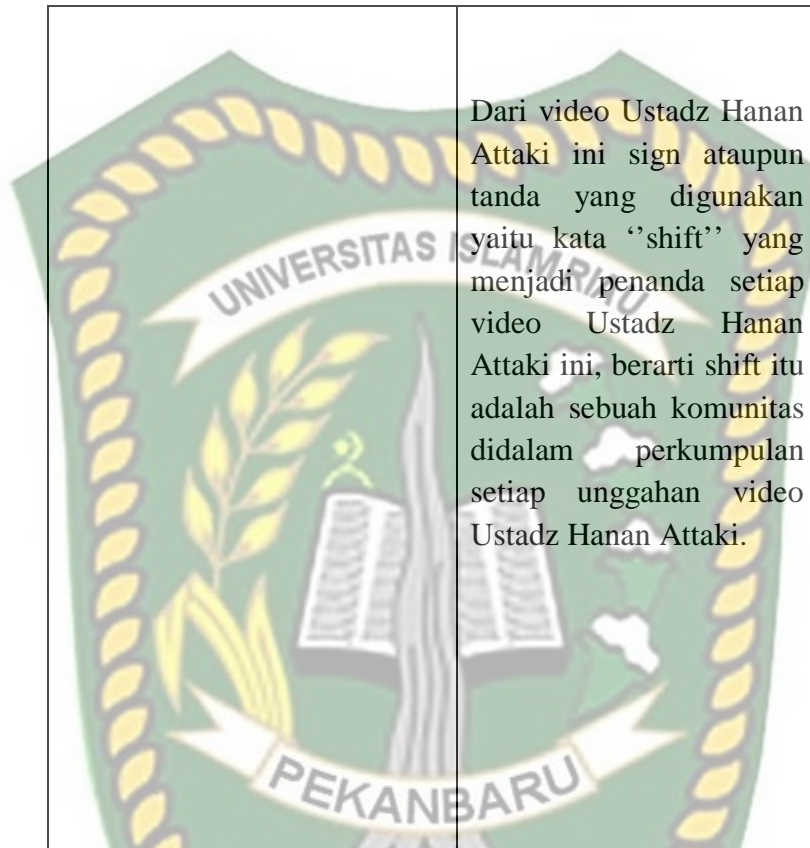 Dari video Ustadz Hanan
Attaki ini sign ataupun
tanda yang digunakan
yaitu kata ‘‘shift’’ yang
menjadi penanda setiap
video Ustadz Hanan
Attaki ini, berarti shift itu
adalah sebuah komunitas
didalam perkumpulan
setiap unggahan video
Ustadz Hanan Attaki.
UNIVERSITAS ISLAM RIAU
PEKANBARU